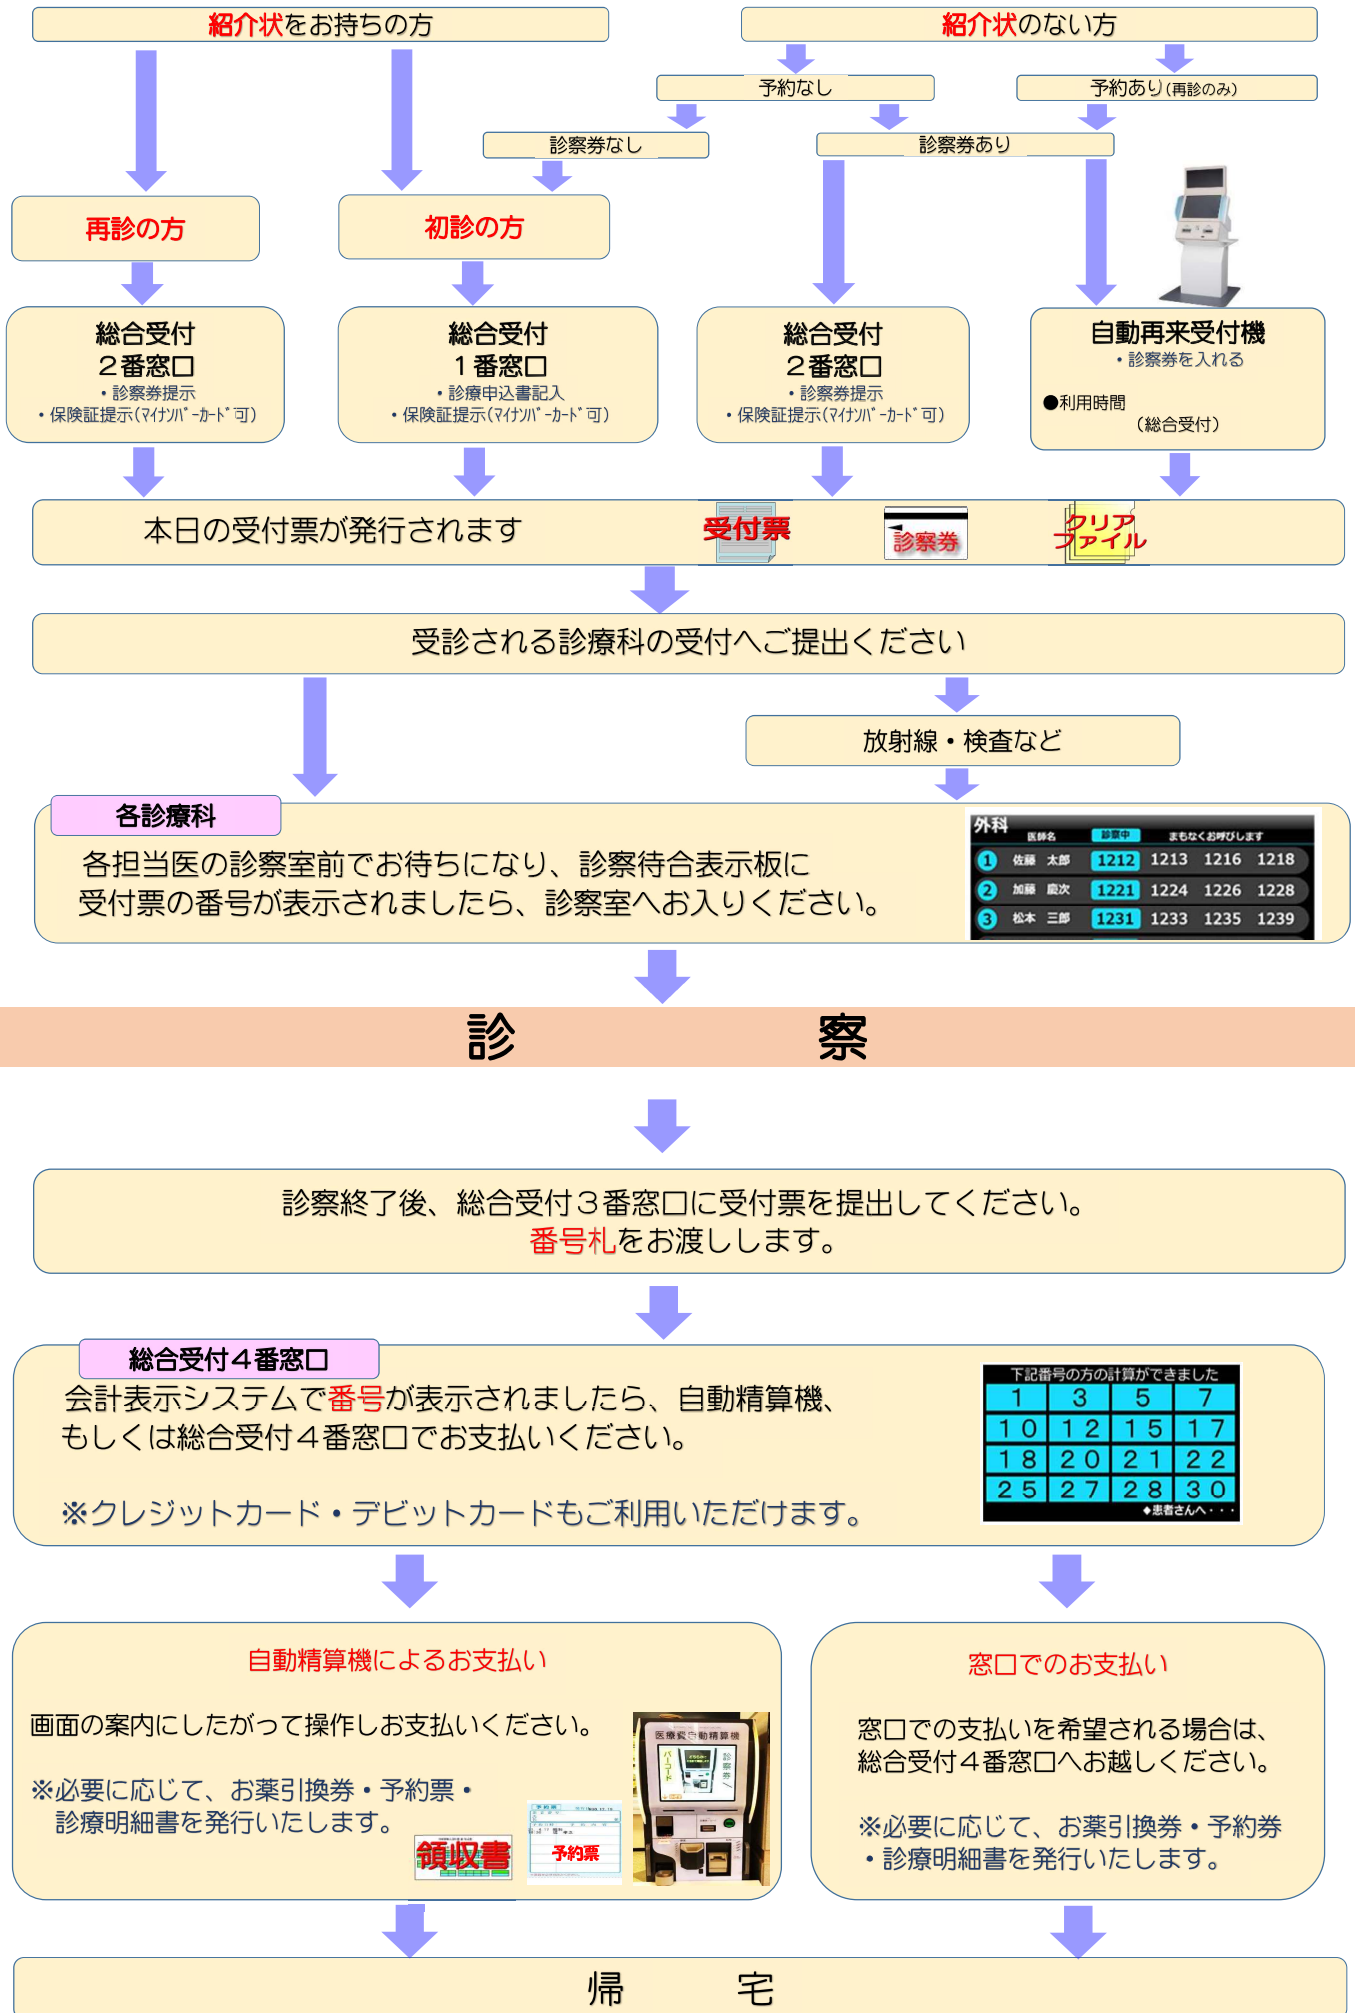 紹介状をお持ちの方
紹介状のない方
予約なし
予約あり(再診のみ)
診察券なし
診察券あり
再診の方
初診の方
総合受付
２番窓口
・診察券提示
・保険証提示(ﾏｲﾅﾝﾊﾞｰｶｰﾄﾞ可)
総合受付
１番窓口
・診療申込書記入
・保険証提示(ﾏｲﾅﾝﾊﾞｰｶｰﾄﾞ可)
総合受付
２番窓口
・診察券提示
・保険証提示(ﾏｲﾅﾝﾊﾞｰｶｰﾄﾞ可)
自動再来受付機
・診察券を入れる
●利用時間
（総合受付）
本日の受付票が発行されます
受付票
診察券
クリア
ファイル
受診される診療科の受付へご提出ください
放射線・検査など
各診療科
各担当医の診察室前でお待ちになり、診察待合表示板に
受付票の番号が表示されましたら、診察室へお入りください。
外科
医師名 診察中 まもなくお呼びします
1 佐藤 太郎 1212 1213 1216 1218
2 加藤 慶次 1221 1224 1226 1228
3 松本 三郎 1231 1233 1235 1239
診 察
診察終了後、総合受付３番窓口に受付票を提出してください。
番号札をお渡しします。
総合受付４番窓口
会計表示システムで番号が表示されましたら、自動精算機、
もしくは総合受付４番窓口でお支払いください。
※クレジットカード・デビットカードもご利用いただけます。
下記番号の方の計算ができました
1 3 5 7
10 12 15 17
18 20 21 22
25 27 28 30
◆患者さんへ・・・
自動精算機によるお支払い
画面の案内にしたがって操作しお支払いください。
※必要に応じて、お薬引換券・予約票・
診療明細書を発行いたします。
領収書
予約票
予約票
医療費自動精算機
バーコード
診察券
窓口でのお支払い
窓口での支払いを希望される場合は、
総合受付４番窓口へお越しください。
※必要に応じて、お薬引換券・予約券
・診療明細書を発行いたします。
帰 宅